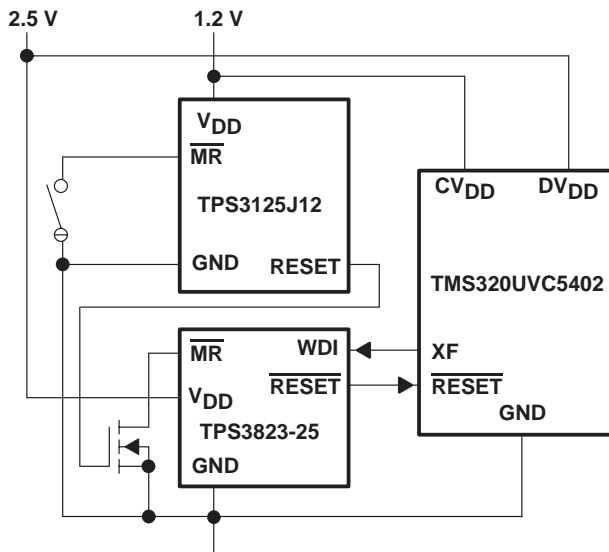 2.5 V
1.2 V
VDD
MR
TPS3125J12
GND
RESET
CVDD
DVDD
TMS320UVC5402
XF
RESET
GND
MR
WDI
VDD
RESET
TPS3823-25
GND